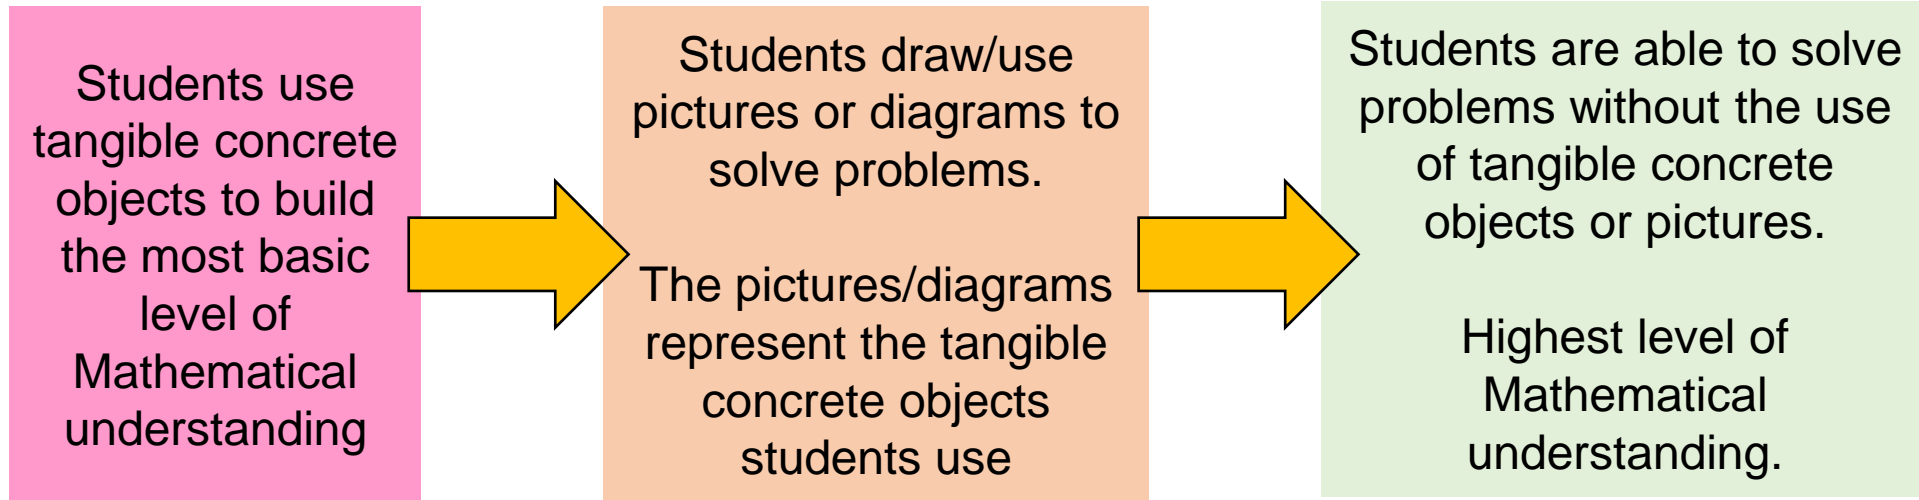 Students use
tangible concrete
objects to build
the most basic
level of
Mathematical
understanding
Students draw/use
pictures or diagrams to
solve problems.
The pictures/diagrams
represent the tangible
concrete objects
students use
Students are able to solve
problems without the use
of tangible concrete
objects or pictures.
Highest level of
Mathematical
understanding.